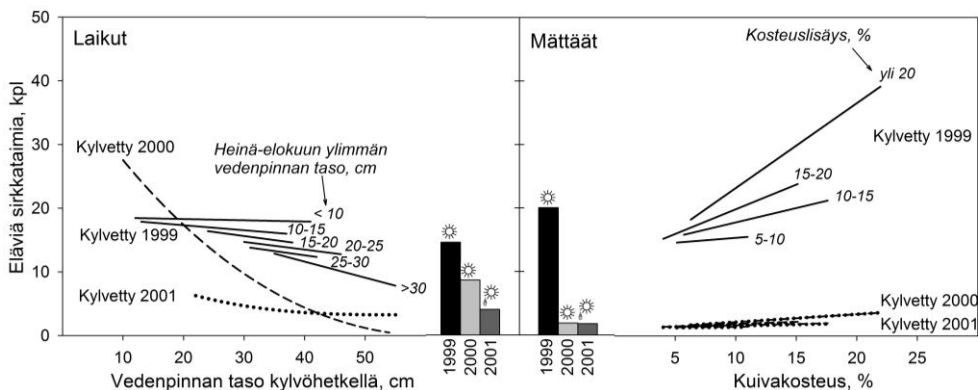 Laikut
Mättäät
Eläviä sirkkataimia, kpl
50
40
30
20
10
0
Kylvetty 2000
Heinä-elokuun ylimmän
vedenpinnan taso, cm
< 10
10-15
15-20
20-25
25-30
>30
Kylvetty 1999
Kylvetty 2001
10
20
30
40
50
Vedenpinnan taso kylvöhetkellä, cm
1999
2000
2001
1999
2000
2001
Kosteuslisäys, %
yli 20
Kylvetty 1999
15-20
10-15
5-10
Kylvetty 2000
Kylvetty 2001
5
10
15
20
25
Kuivakosteus, %